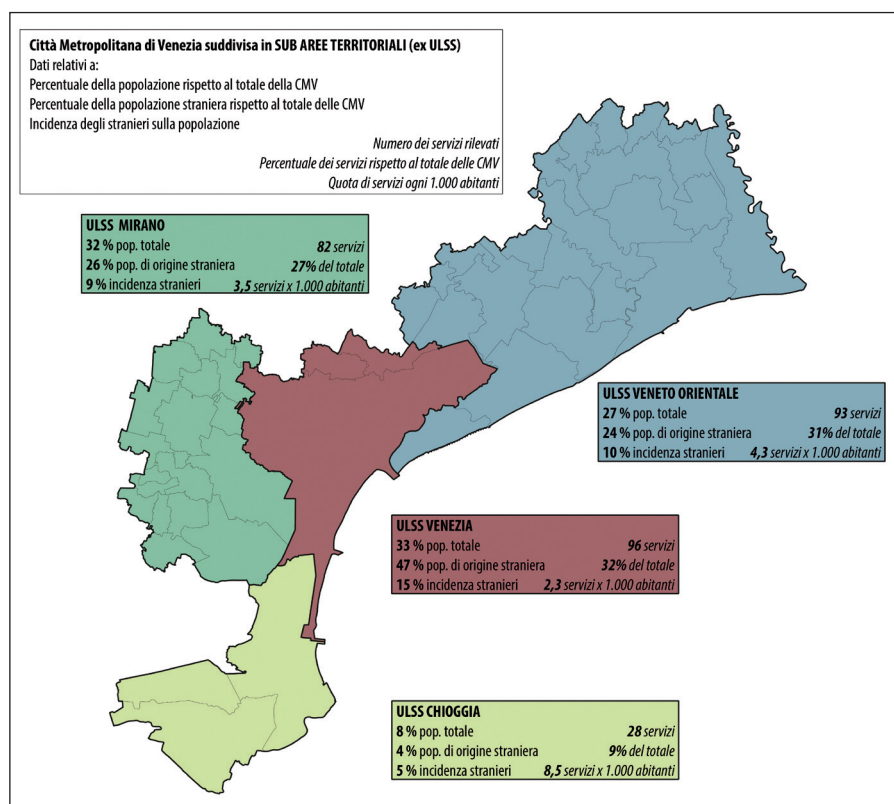 Città Metropolitana di Venezia suddivisa in SUB AREE TERRITORIALI (ex ULSS)
Dati relativi a:
Percentuale della popolazione rispetto al totale della CMV
Percentuale della popolazione straniera rispetto al totale delle CMV
Incidenza degli stranieri sulla popolazione
Numero dei servizi rilevati
Percentuale dei servizi rispetto al totale delle CMV
Quota di servizi ogni 1.000 abitanti
ULSS MIRANO
32 % pop. totale 82 servizi
26 % pop. di origine straniera 27% del totale
9 % incidenza stranieri 3,5 servizi x 1.000 abitanti
ULSS VENETO ORIENTALE
27 % pop. totale 93 servizi
24 % pop. di origine straniera 31% del totale
10 % incidenza stranieri 4,3 servizi x 1.000 abitanti
ULSS VENEZIA
33 % pop. totale 96 servizi
47 % pop. di origine straniera 32% del totale
15 % incidenza stranieri 2,3 servizi x 1.000 abitanti
ULSS CHIOGGIA
8 % pop. totale 28 servizi
4 % pop. di origine straniera 9% del totale
5 % incidenza stranieri 8,5 servizi x 1.000 abitanti